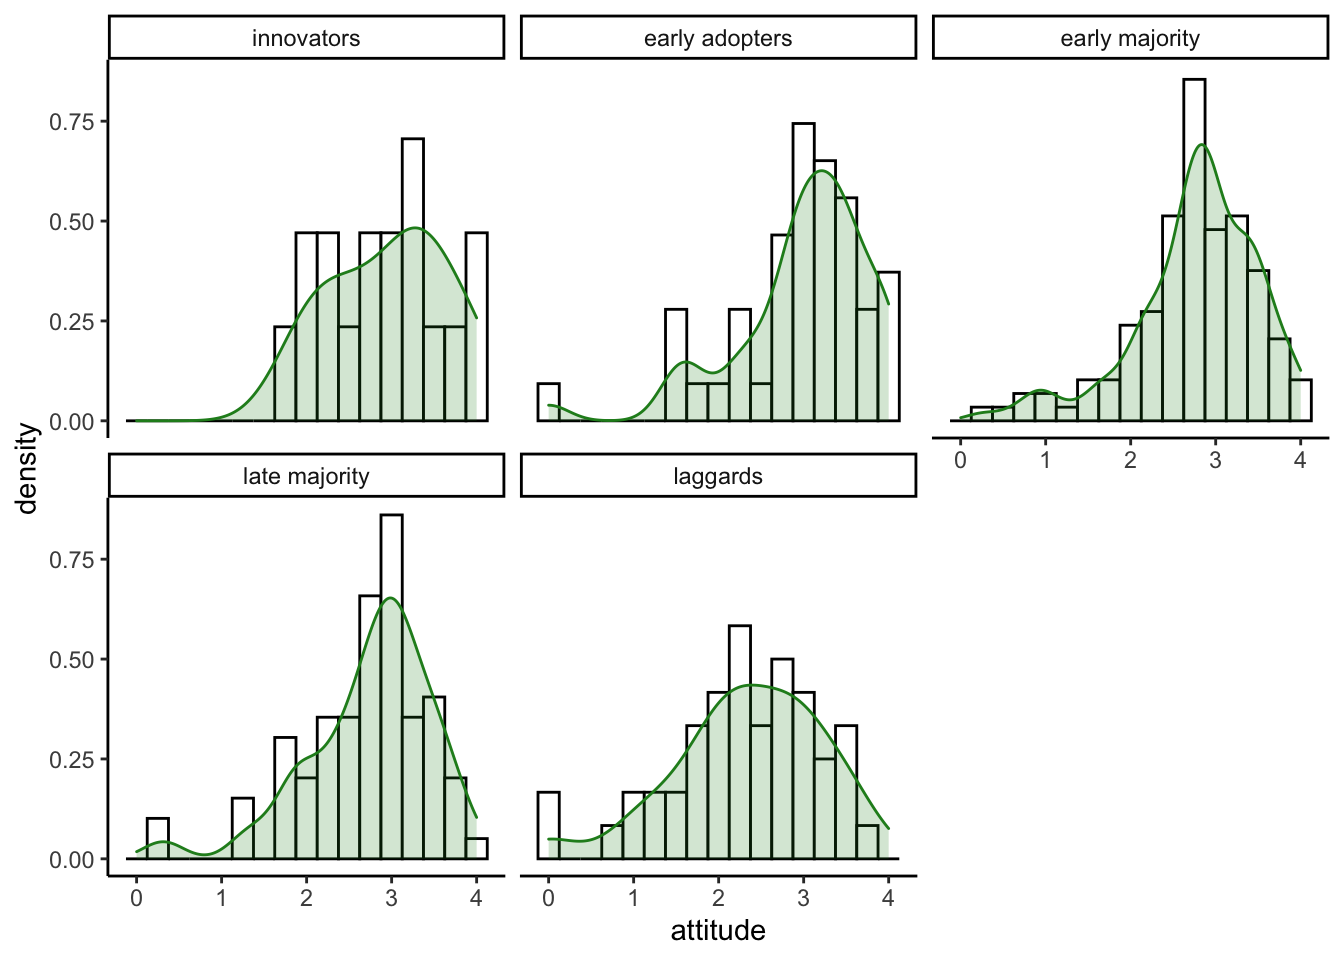 innovators early adopters early majority
0.75
0.50
0.25
0.00
0 1 2 3 4
density
late majority laggards
0.75
0.50
0.25
0.00
0 1 2 3 4 0 1 2 3 4
attitude